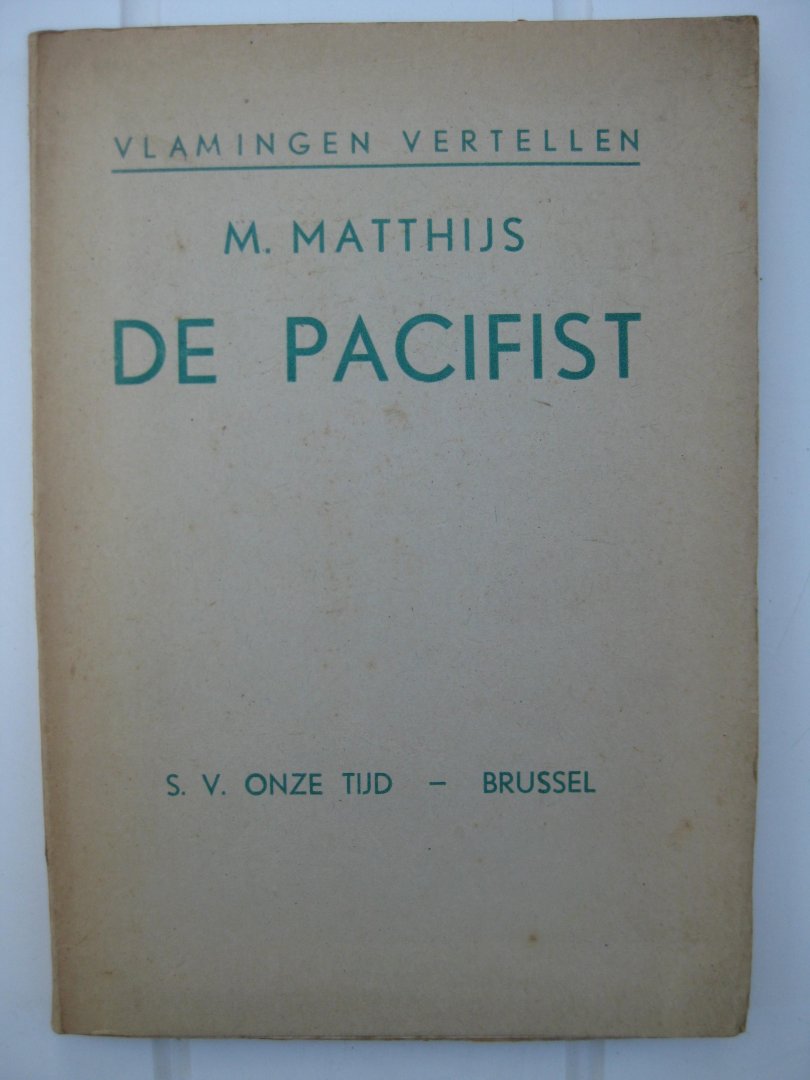 VLAMINGEN VERTELLEN
M. MATTHIJS
DE PACIFIST
S. V. ONZE TIJD – BRUSSEL